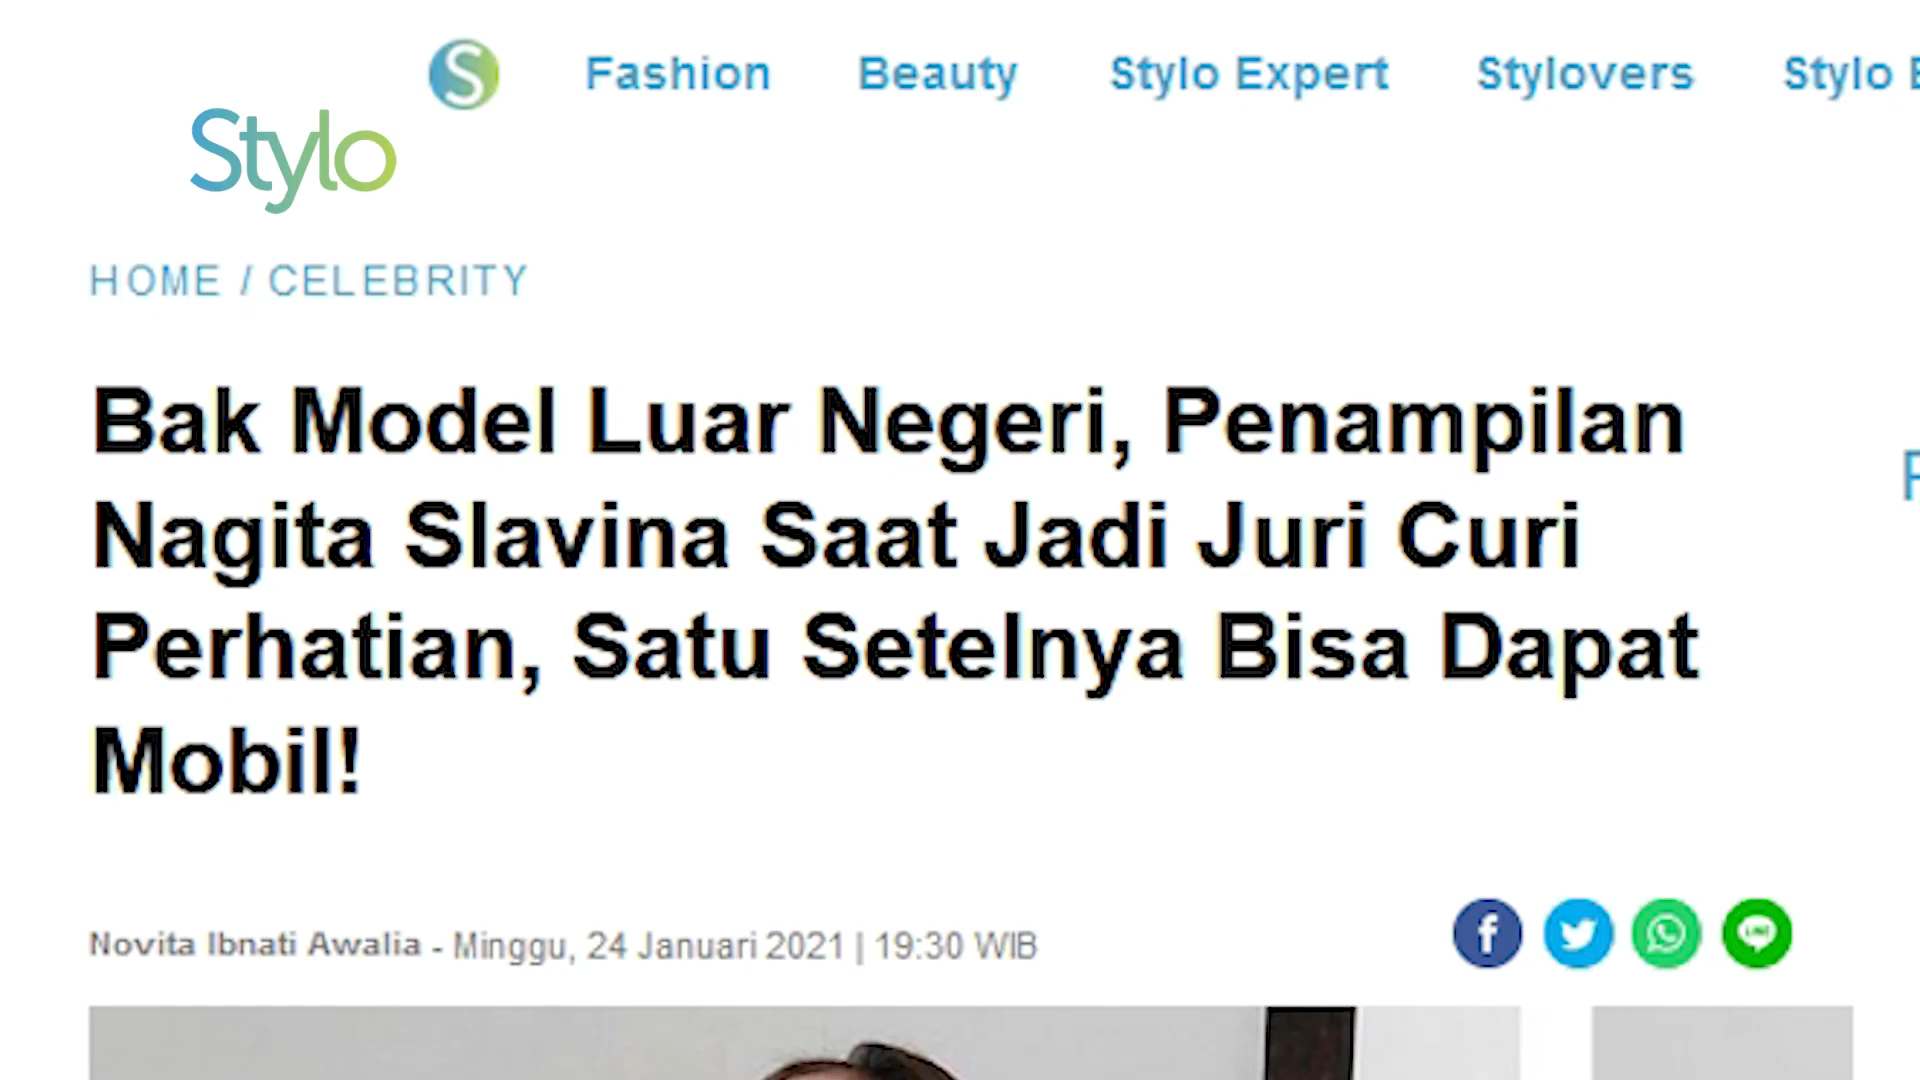 S Fashion Beauty Stylo Expert Stylovers Stylo
Stylo
HOME / CELEBRITY
Bak Model Luar Negeri, Penampilan
Nagita Slavina Saat Jadi Juri Curi
Perhatian, Satu Setelnya Bisa Dapat
Mobil!
Novita Ibnati Awalia - Minggu, 24 Januari 2021 | 19:30 WIB